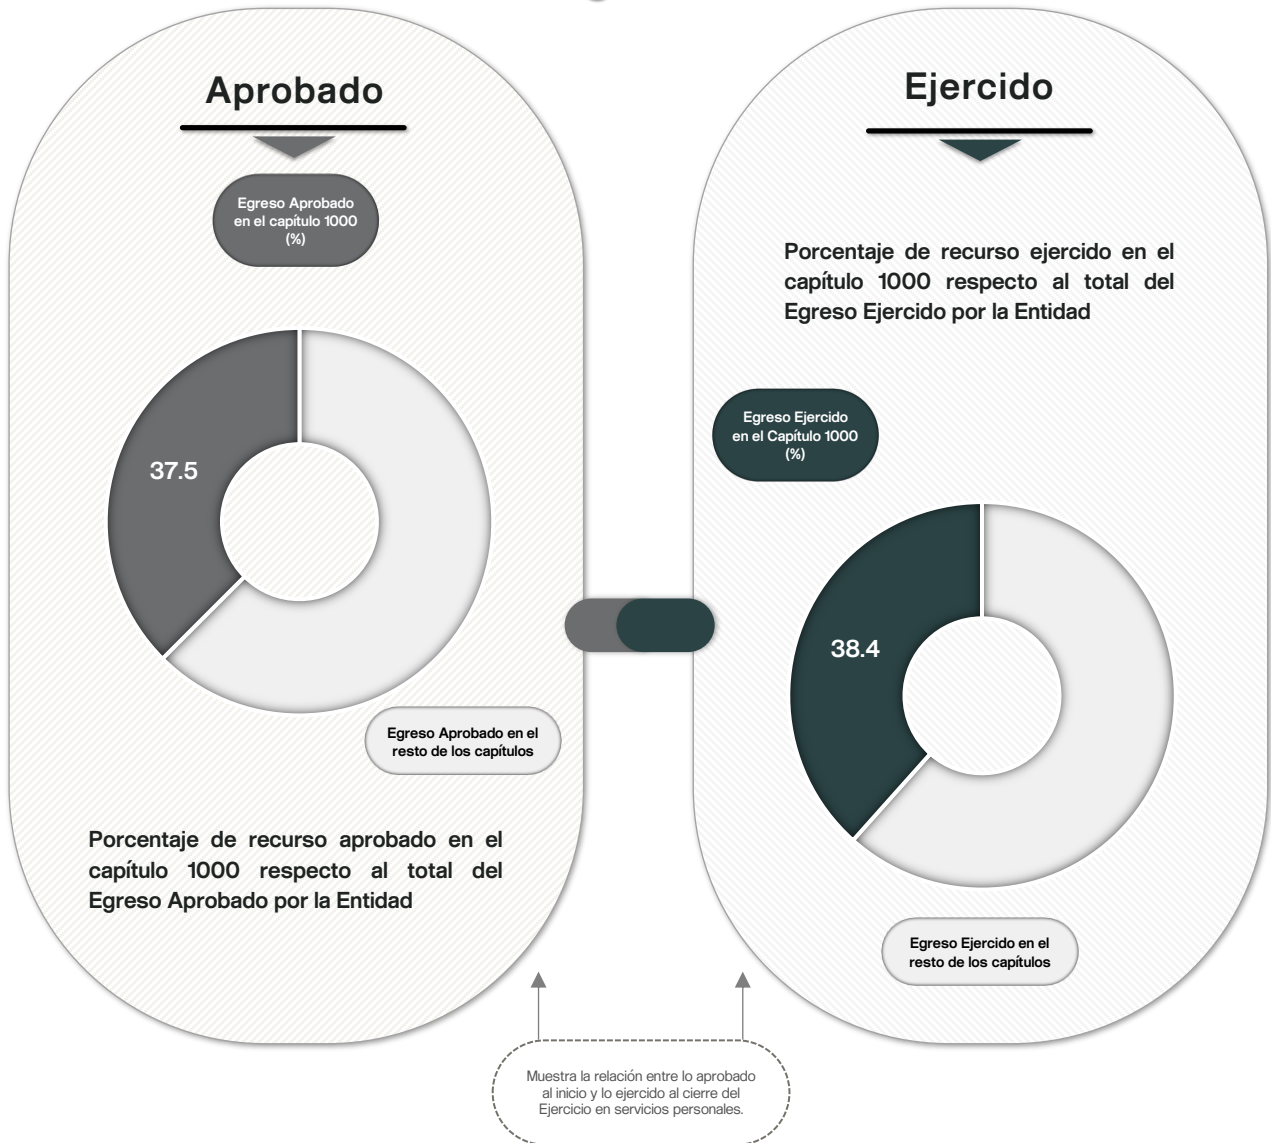 Aprobado
Egreso Aprobado
en el capítulo 1000
(%)
37.5
Egreso Aprobado en el
resto de los capítulos
Porcentaje de recurso aprobado en el
capítulo 1000 respecto al total del
Egreso Aprobado por la Entidad
Ejercido
Porcentaje de recurso ejercido en el
capítulo 1000 respecto al total del
Egreso Ejercido por la Entidad
Egreso Ejercido
en el Capítulo 1000
(%)
38.4
Egreso Ejercido en el
resto de los capítulos
Muestra la relación entre lo aprobado
al inicio y lo ejercido al cierre del
Ejercicio en servicios personales.